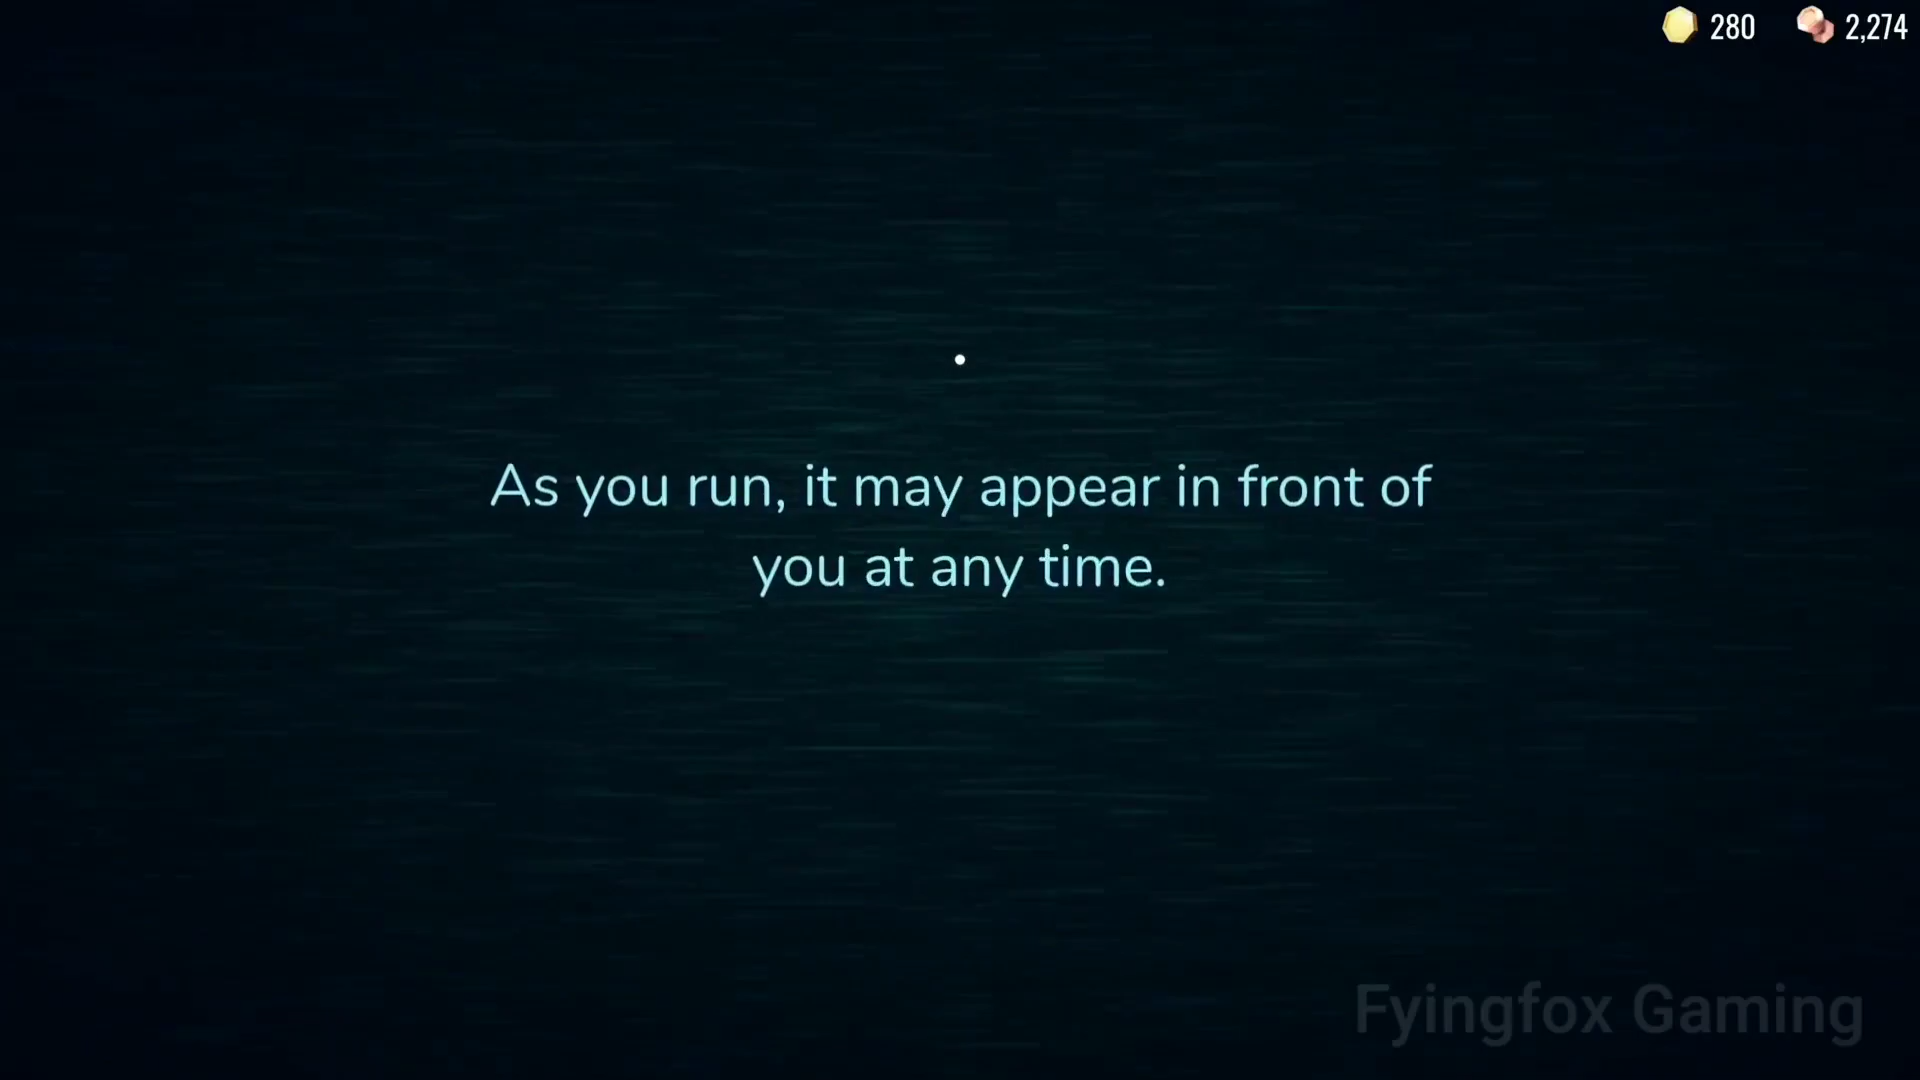 280 2,274
As you run, it may appear in front of
you at any time.
Fyingfox Gaming